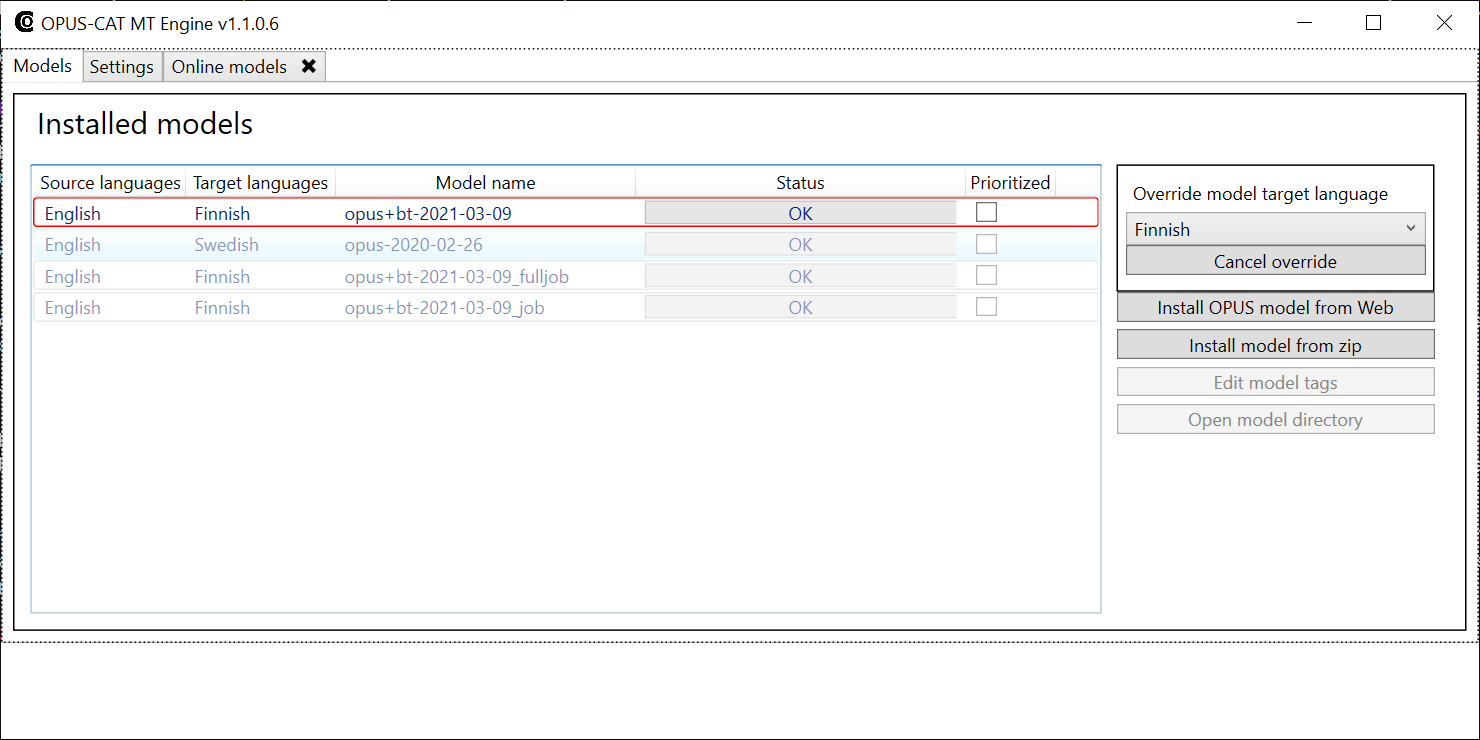 OPUS-CAT MT Engine v1.1.0.6
Models Settings Online models
Installed models
Source languages Target languages Model name Status Prioritized
English Finnish opus+bt-2021-03-09 OK
English Swedish opus-2020-02-26 OK
English Finnish opus+bt-2021-03-09_fulljob OK
English Finnish opus+bt-2021-03-09_job OK
Override model target language
Finnish
Cancel override
Install OPUS model from Web
Install model from zip
Edit model tags
Open model directory